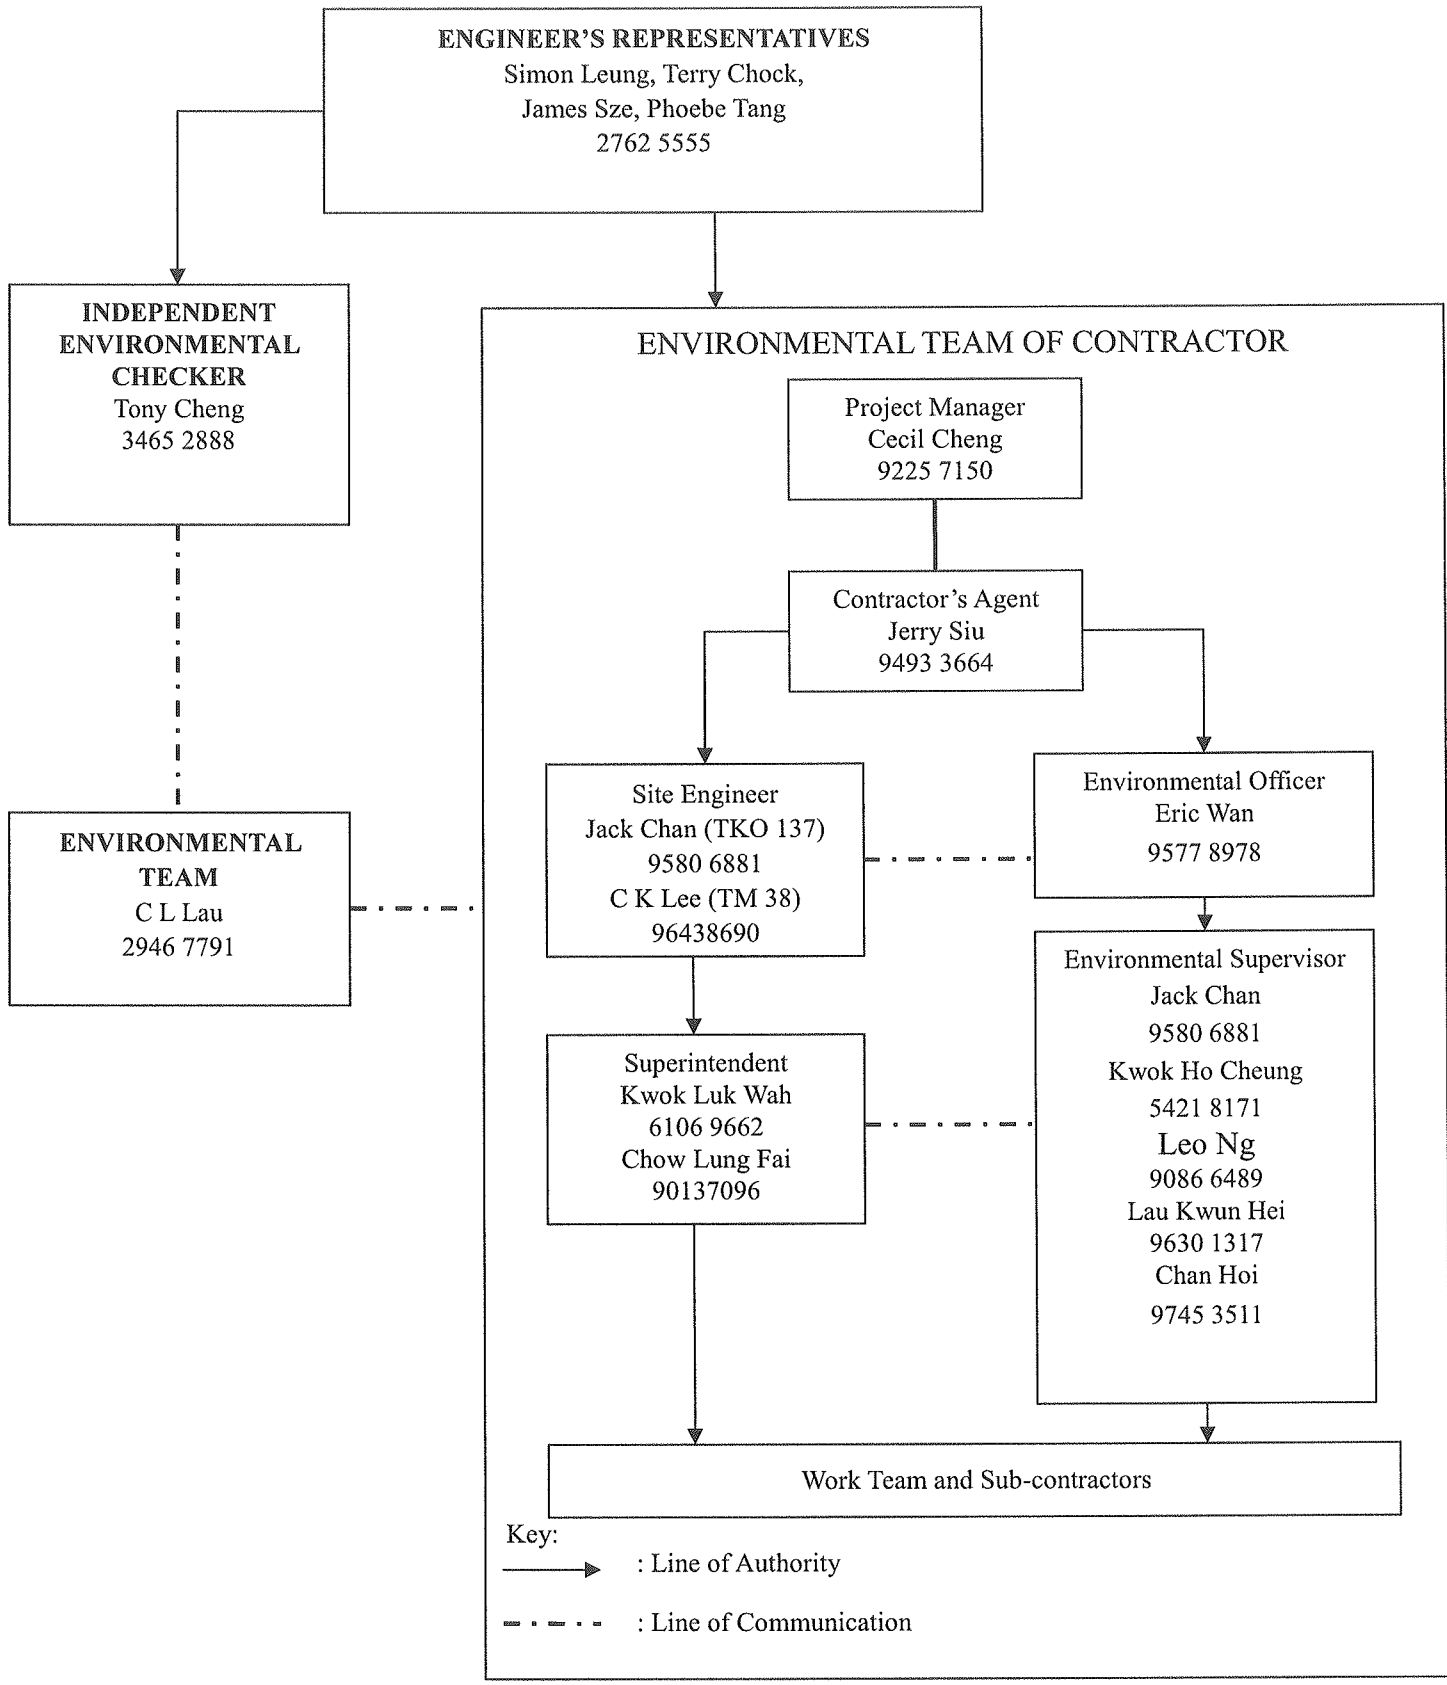 ENGINEER’S REPRESENTATIVES
Simon Leung, Terry Chock,
James Sze, Phoebe Tang
2762 5555
INDEPENDENT
ENVIRONMENTAL
CHECKER
Tony Cheng
3465 2888
ENVIRONMENTAL
TEAM
C L Lau
2946 7791
ENVIRONMENTAL TEAM OF CONTRACTOR
Project Manager
Cecil Cheng
9225 7150
Contractor’s Agent
Jerry Siu
9493 3664
Site Engineer
Jack Chan (TKO 137)
9580 6881
C K Lee (TM 38)
96438690
Environmental Officer
Eric Wan
9577 8978
Superintendent
Kwok Luk Wah
6106 9662
Chow Lung Fai
90137096
Environmental Supervisor
Jack Chan
9580 6881
Kwok Ho Cheung
5421 8171
Leo Ng
9086 6489
Lau Kwun Hei
9630 1317
Chan Hoi
9745 3511
Work Team and Sub-contractors
Key:
: Line of Authority
: Line of Communication